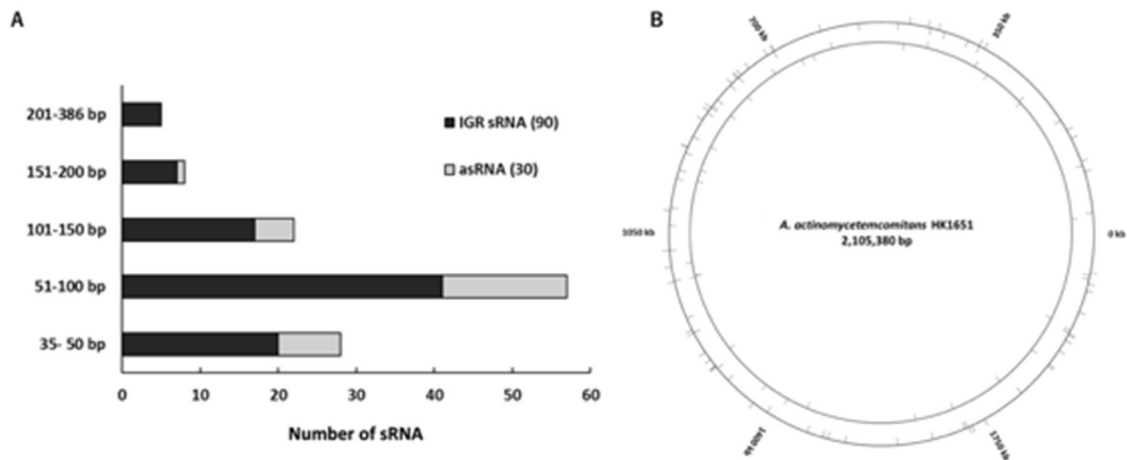 A
201-386 bp
151-200 bp
101-150 bp
51-100 bp
35- 50 bp
0 10 20 30 40 50 60
Number of sRNA
IGR sRNA (90)
asRNA (30)
B
700 kb
350 kb
1050 kb
A. actinomycetemcomitans HK1651
2,105,380 bp
0 kb
1400 kb
1750 kb